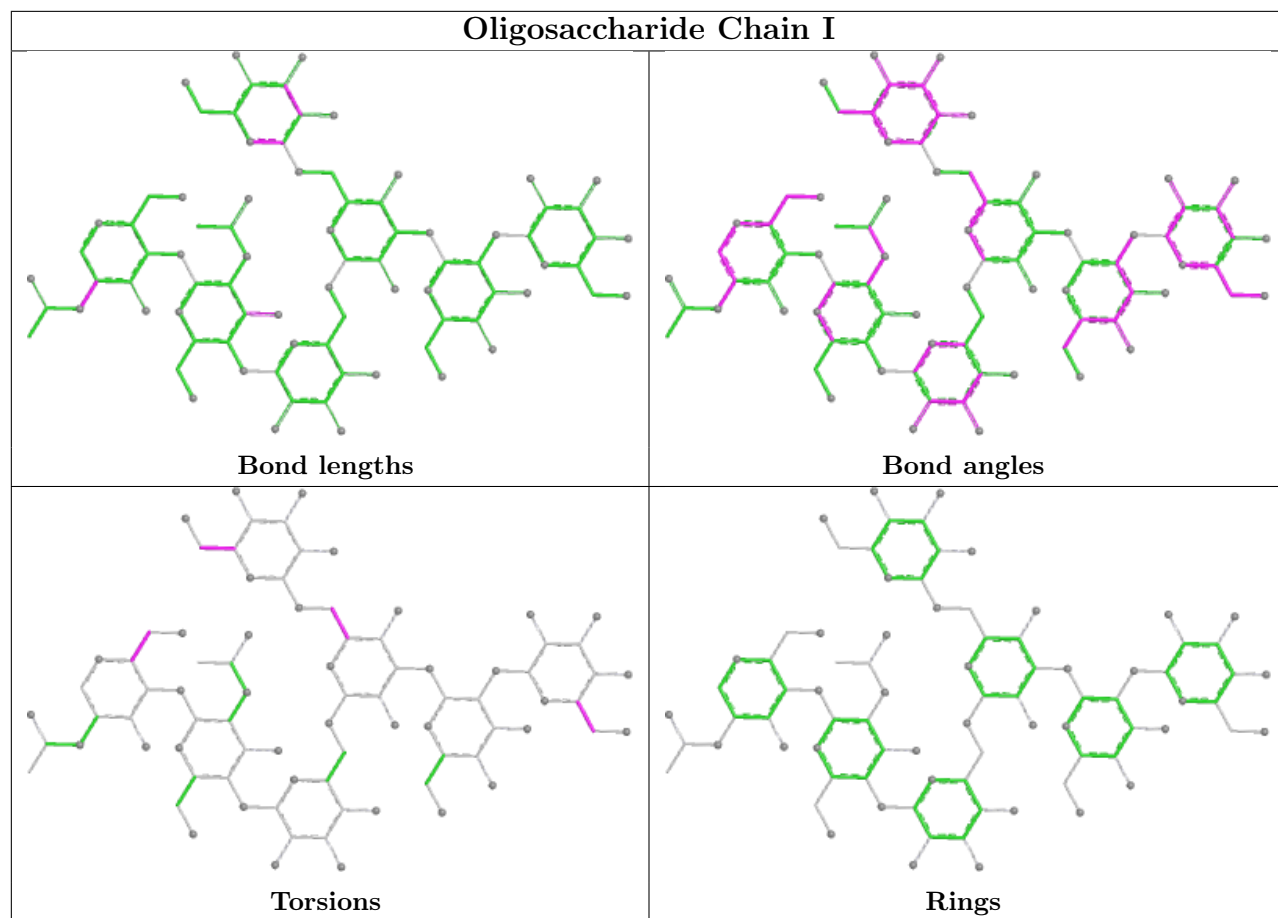 Oligosaccharide Chain I
Bond lengths
Bond angles
Torsions
Rings